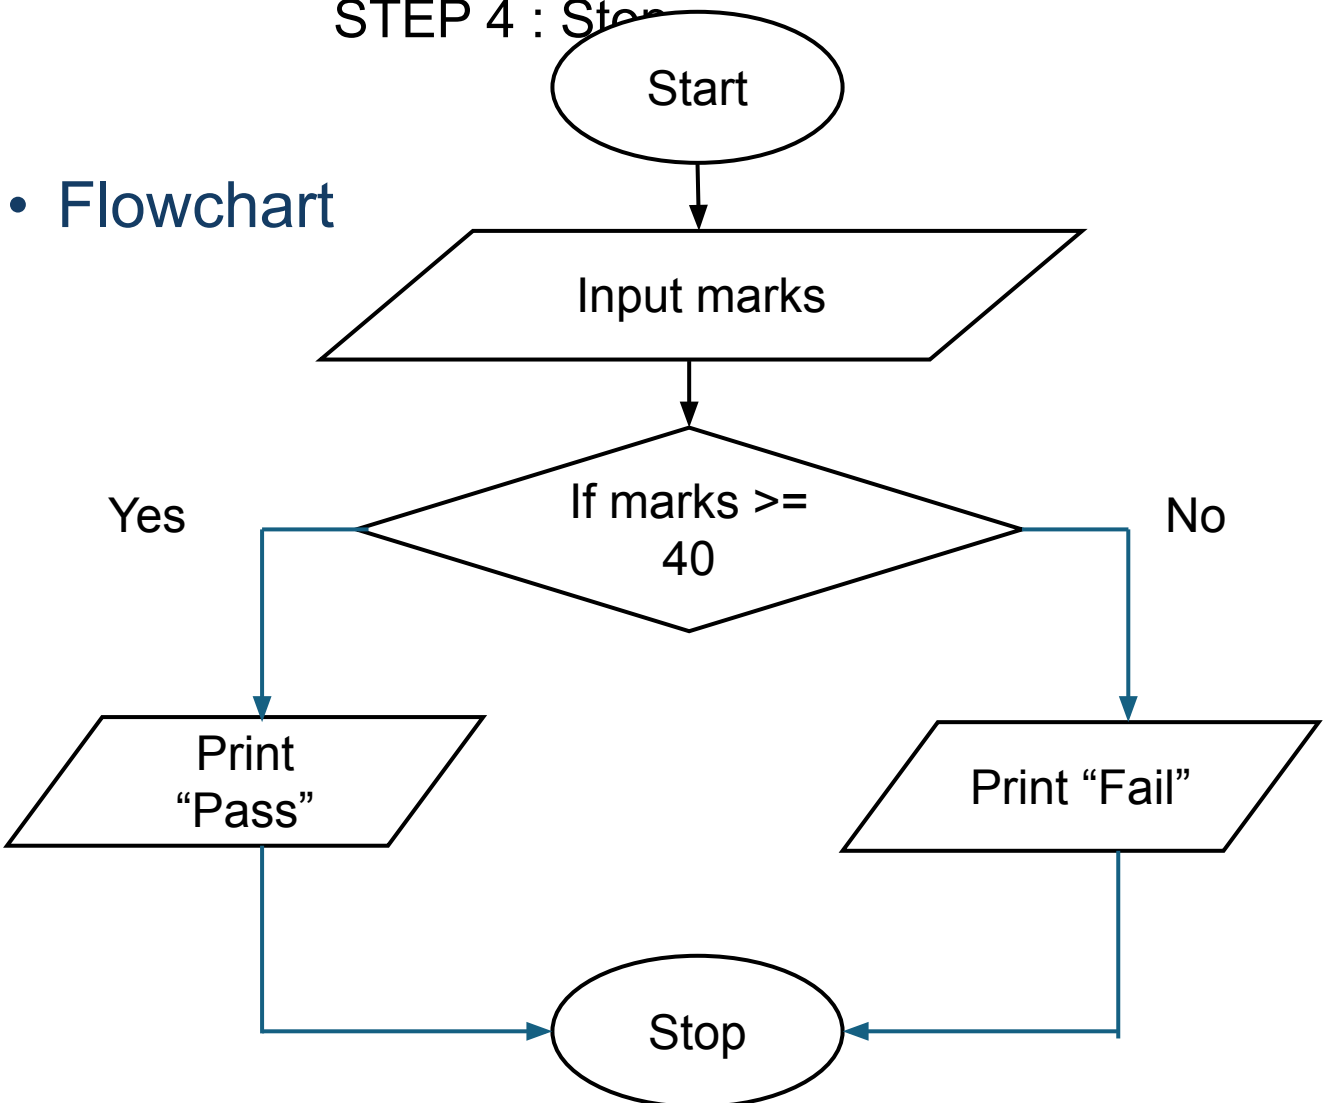 STEP 4 : Stop
Start
• Flowchart
Input marks
If marks >=
40
Yes
No
Print
“Pass”
Print “Fail”
Stop